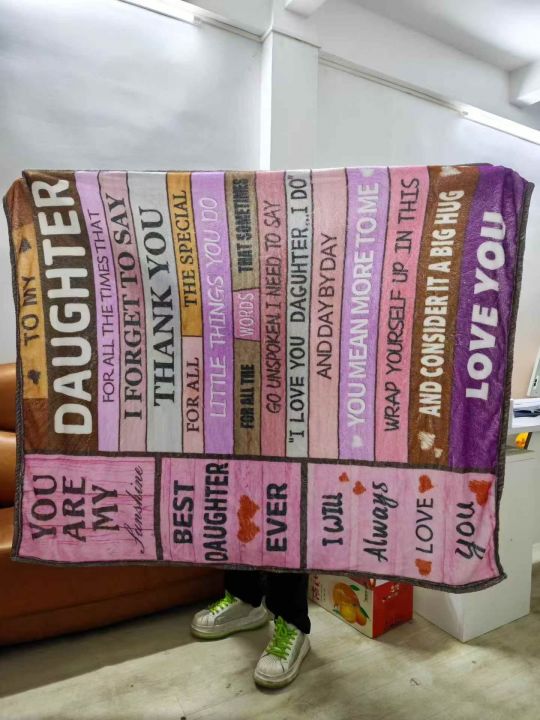 TO MY
DAUGHTER
FOR ALL THE TIMES THAT
I FORGET TO SAY
THANK YOU
FOR ALL THE SPECIAL
LITTLE THINGS YOU DO
FOR ALL THE WORDS THAT SOMETIMES
GO UNSPOKEN I NEED TO SAY
"I LOVE YOU DAGUHTER...I DO"
AND DAY BY DAY
YOU MEAN MORE TO ME
WRAP YOURSELF UP IN THIS
AND CONSIDER IT A BIG HUG
LOVE YOU
YOU
ARE
MY
Sunshine
BEST
DAUGHTER
EVER
I Will
Always
LOVE
you